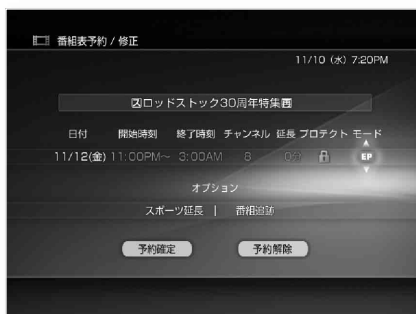 番組表予約 / 修正
11/10 (水) 7:20PM
🈠ロッドストック30周年特集🈞
日付 開始時刻 終了時刻 チャンネル 延長 プロテクト モード
11/12(金) 11:00PM~ 3:00AM 8 0分 EP
オプション
スポーツ延長 | 番組追跡
予約確定 予約解除